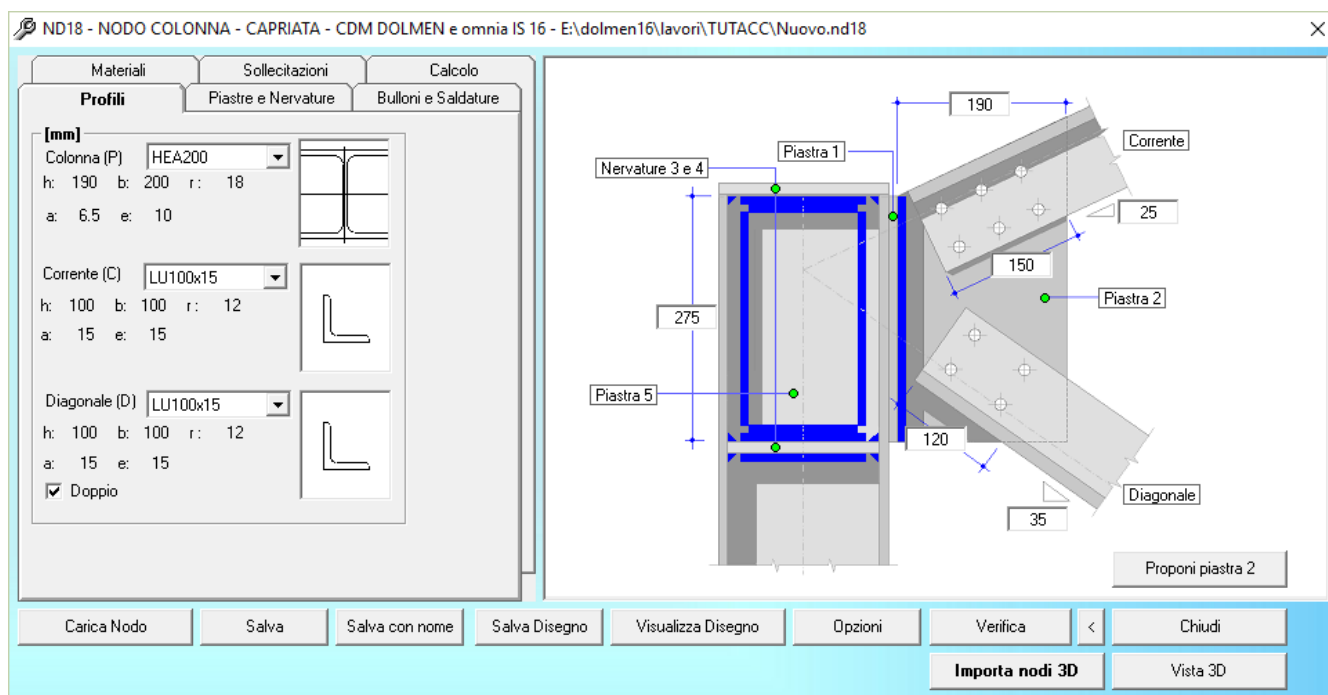 ND18 - NODO COLONNA - CAPRIATA - CDM DOLMEN e omnia IS 16 - E:\dolmen16\lavori\TUTACC\Nuovo.nd18
Materiali Sollecitazioni Calcolo
Profili Piastre e Nervature Bulloni e Saldature
[mm]
Colonna (P) HEA200
h: 190 b: 200 r: 18
a: 6.5 e: 10
Corrente (C) LU100x15
h: 100 b: 100 r: 12
a: 15 e: 15
Diagonale (D) LU100x15
h: 100 b: 100 r: 12
a: 15 e: 15
Doppio
190
Corrente
Piastra 1
Nervature 3 e 4
25
150
Piastra 2
275
Piastra 5
120
Diagonale
35
Proponi piastra 2
Carica Nodo Salva Salva con nome Salva Disegno Visualizza Disegno Opzioni Verifica < Chiudi
Importa nodi 3D Vista 3D